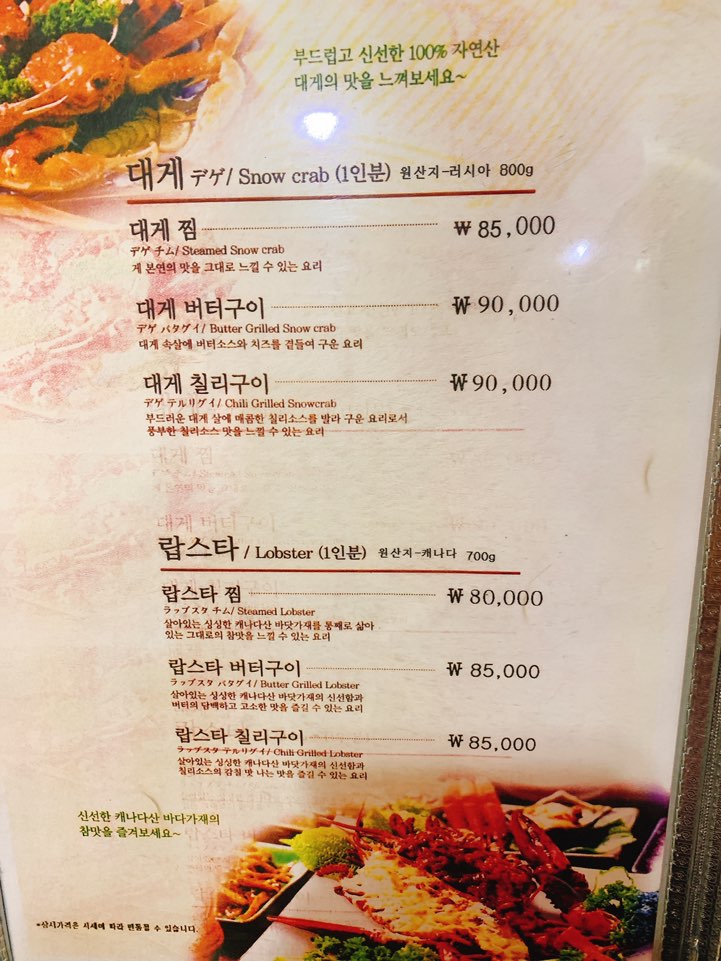 부드럽고 신선한 100% 자연산
대게의 맛을 느껴보세요~
대게 デゲ/ Snow crab (1인분) 원산지-러시아 800g
대게 찜 ₩ 85,000
デゲ チム/ Steamed Snow crab
게 본연의 맛을 그대로 느낄 수 있는 요리
대게 버터구이 ₩ 90,000
デゲ バタグイ/ Butter Grilled Snow crab
대게 속살에 버터소스와 치즈를 곁들여 구운 요리
대게 칠리구이 ₩ 90,000
デゲ テルリグイ/ Chili Grilled Snowcrab
부드러운 대게 살에 매콤한 칠리소스를 발라 구운 요리로서
풍부한 칠리소스 맛을 느낄 수 있는 요리
대게 찜
대게 버터구이
랍스타 / Lobster (1인분) 원산지-캐나다 700g
랍스타 찜 ₩ 80,000
ラップスタ チム/ Steamed Lobster
살아있는 싱싱한 캐나다산 바닷가재를 통째로 삶아
있는 그대로의 참맛을 느낄 수 있는 요리
랍스타 버터구이 ₩ 85,000
ラップスタ バタグイ/ Butter Grilled Lobster
살아있는 싱싱한 캐나다산 바닷가재의 신선함과
버터의 담백하고 고소한 맛을 즐길 수 있는 요리
랍스타 칠리구이 ₩ 85,000
ラップスタ テルリグイ/ Chili Grilled Lobster
살아있는 싱싱한 캐나다산 바닷가재의 신선함과
칠리소스의 감칠 맛 나는 맛을 즐길 수 있는 요리
신선한 캐나다산 바다가재의
참맛을 즐겨보세요~
*상시가격은 시세에 따라 변동될 수 있습니다.